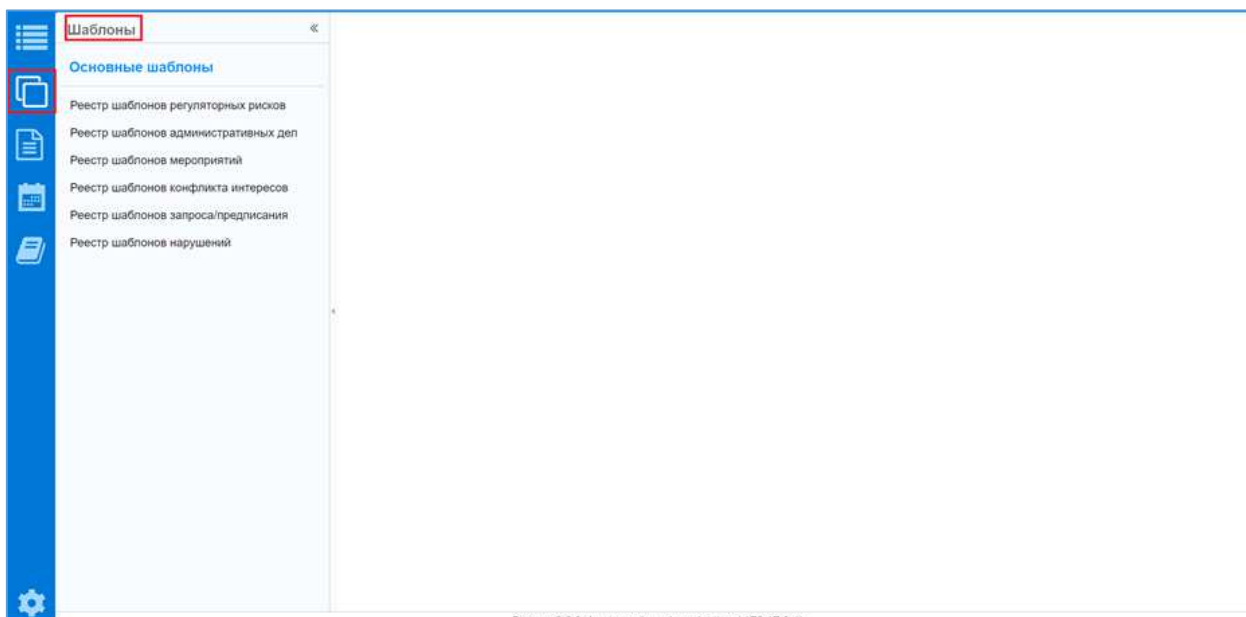 Шаблоны
Основные шаблоны
Реестр шаблонов регуляторных рисков
Реестр шаблонов административных дел
Реестр шаблонов мероприятий
Реестр шаблонов конфликта интересов
Реестр шаблонов запроса/предписания
Реестр шаблонов нарушений